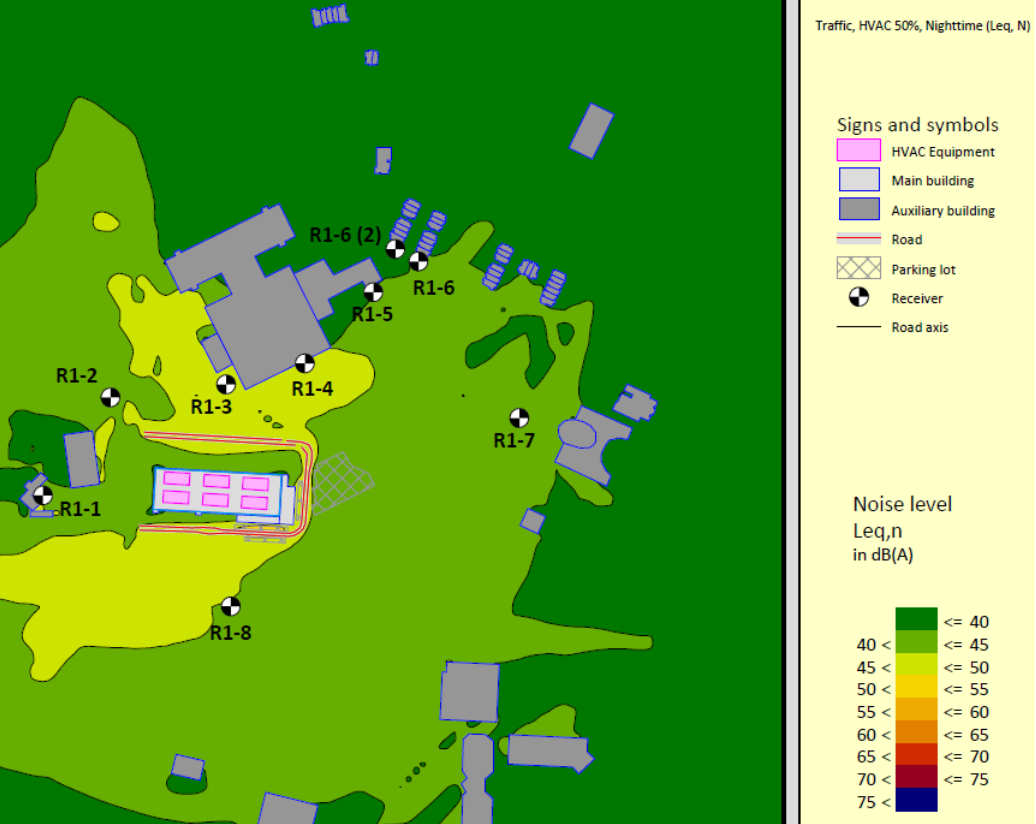 Traffic, HVAC 50%, Nighttime (Leq, N)
Signs and symbols
HVAC Equipment
Main building
Auxiliary building
Road
Parking lot
Receiver
Road axis
R1-6 (2)
R1-6
R1-5
R1-2
R1-4
R1-3
R1-7
R1-1
R1-8
Noise level
Leq,n
in dB(A)
<= 40
40 < <= 45
45 < <= 50
50 < <= 55
55 < <= 60
60 < <= 65
65 < <= 70
70 < <= 75
75 <